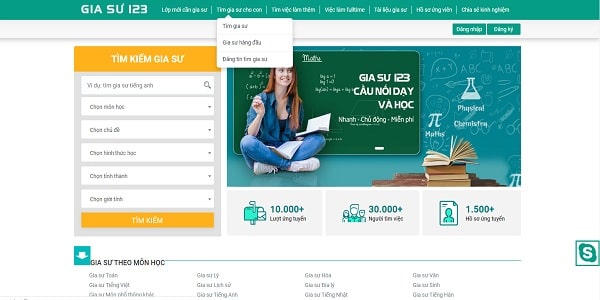 GIA SƯ 123
Lớp mới cần gia sư
Tìm gia sư cho con
Tìm việc làm thêm
Việc làm fulltime
Tài liệu gia sư
Hồ sơ ứng viên
Chia sẻ kinh nghiệm
Tìm gia sư
Gia sư hàng đầu
Đăng tin tìm gia sư
Đăng nhập
Đăng ký
TÌM KIẾM GIA SƯ
Ví dụ: tìm gia sư tiếng anh
Chọn môn học
Chọn chủ đề
Chọn hình thức học
Chọn tỉnh thành
Chọn giới tính
TÌM KIẾM
Maths
GIA SƯ 123
CẦU NỐI DẠY
VÀ HỌC
Nhanh - Chủ động - Miễn phí
Physical
Chemistry
Maths
10.000+
Lượt ứng tuyển
30.000+
Người tìm việc
1.500+
Hồ sơ ứng tuyển
GIA SƯ THEO MÔN HỌC
Gia sư Toán
Gia sư Lý
Gia sư Hóa
Gia sư Văn
Gia sư Tiếng Việt
Gia sư Lịch sử
Gia sư Địa lý
Gia sư Sinh
Gia sư Môn phổ thông khác
Gia sư Tiếng Anh
Gia sư Tiếng Nhật
Gia sư Tiếng Hàn